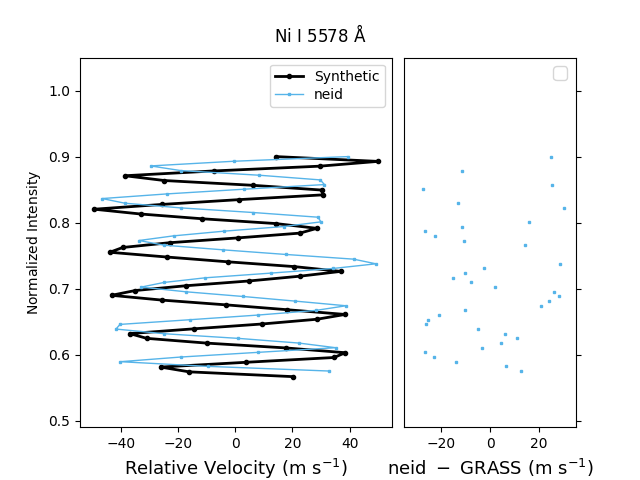 Ni I 5578 Å
Synthetic
neid
1.0
0.9
0.8
0.7
0.6
0.5
Normalized Intensity
−40 −20 0 20 40
−20 0 20
Relative Velocity (m s⁻¹)
neid − GRASS (m s⁻¹)